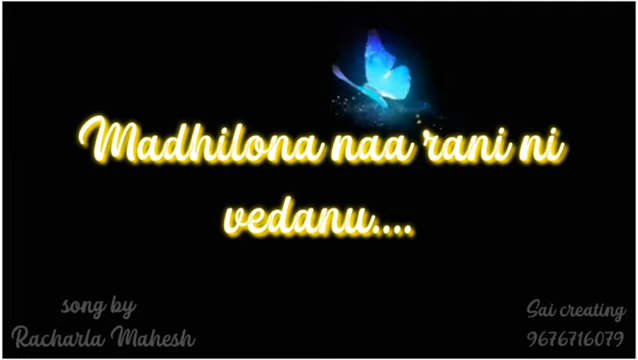 Madhilona naa rani ni
vedanu....
song by
Racharla Mahesh
Sai creating
9676716079